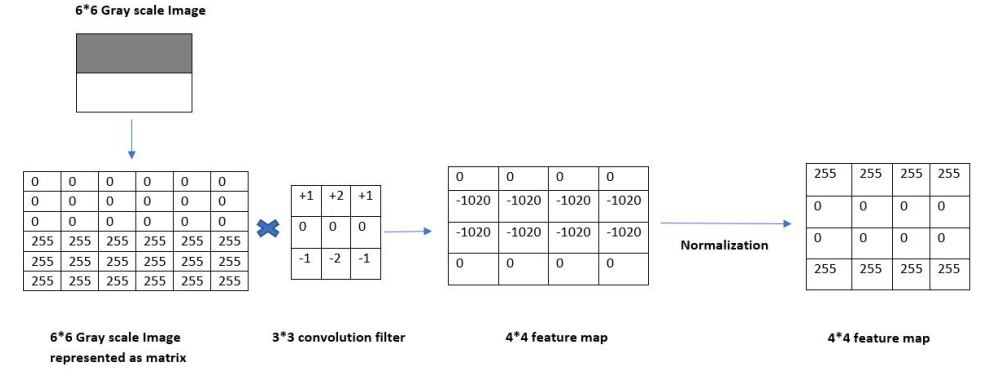 6*6 Gray scale Image
0 0 0 0 0 0
0 0 0 0 0 0
0 0 0 0 0 0
255 255 255 255 255 255
255 255 255 255 255 255
255 255 255 255 255 255
+1 +2 +1
0 0 0
-1 -2 -1
0 0 0 0
-1020 -1020 -1020 -1020
-1020 -1020 -1020 -1020
0 0 0 0
Normalization
255 255 255 255
0 0 0 0
0 0 0 0
255 255 255 255
6*6 Gray scale Image
represented as matrix
3*3 convolution filter
4*4 feature map
4*4 feature map